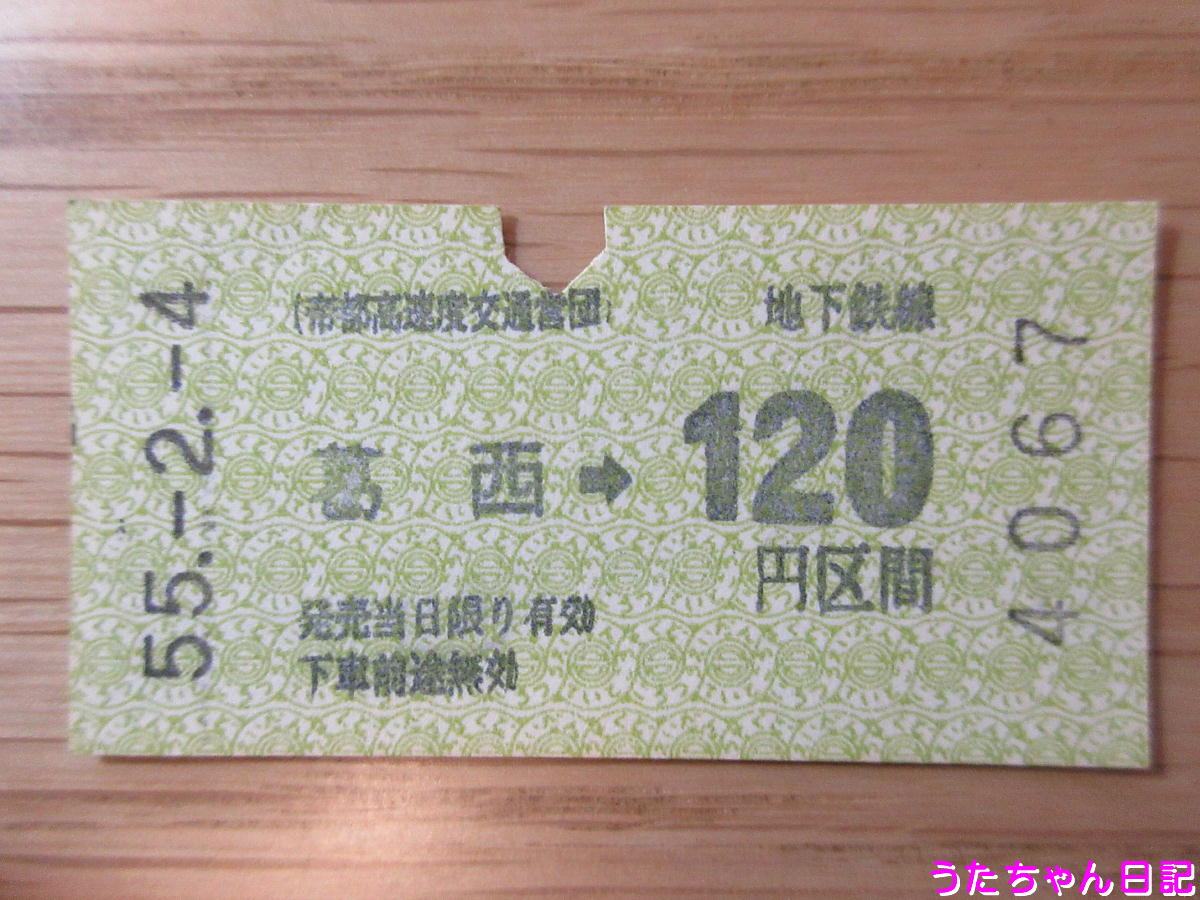 (帝都高速度交通営団)
地下鉄線
55.-2.-4
葛西→120
円区間
発売当日限り有効
下車前途無効
4067
うたちゃん日記